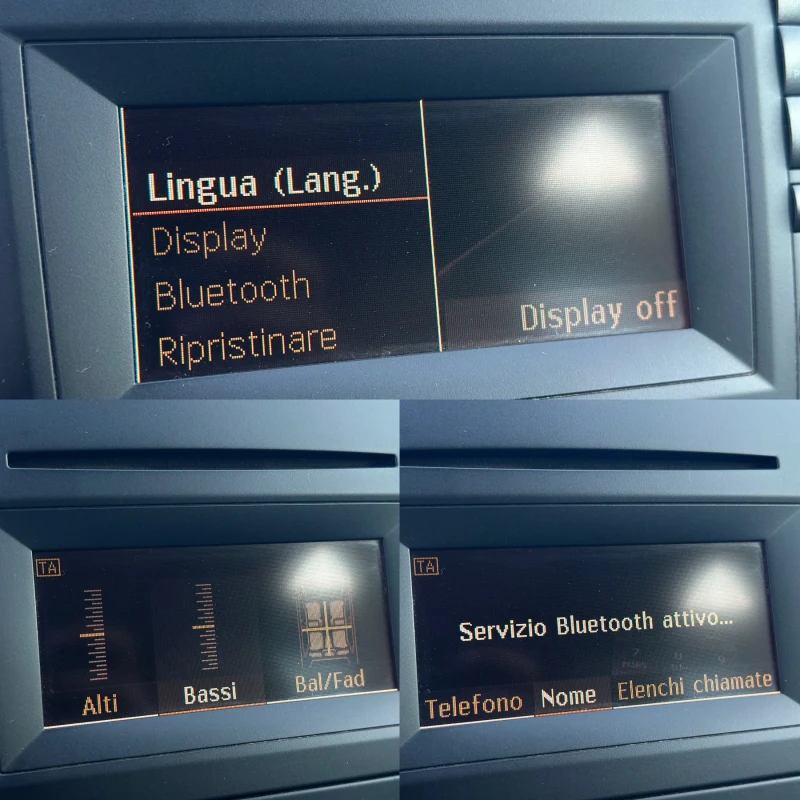 Lingua (Lang.)
Display
Bluetooth
Ripristinare
Display off
TA
Alti
Bassi
Bal/Fad
TA
Servizio Bluetooth attivo...
Telefono
Nome
Elenchi chiamate